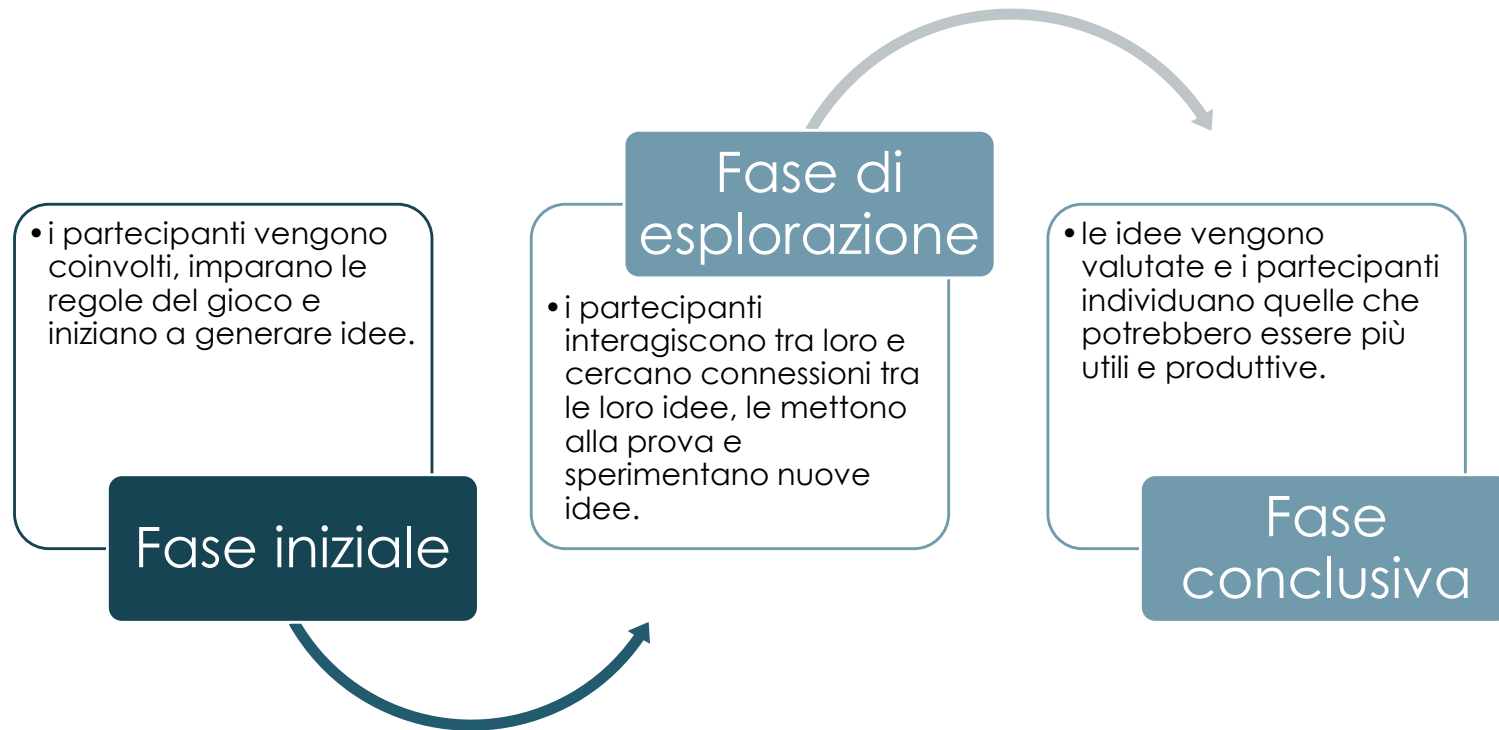 • i partecipanti vengono
coinvolti, imparano le
regole del gioco e
iniziano a generare idee.
Fase iniziale
Fase di
esplorazione
• i partecipanti
interagiscono tra loro e
cercano connessioni tra
le loro idee, le mettono
alla prova e
sperimentano nuove
idee.
• le idee vengono
valutate e i partecipanti
individuano quelle che
potrebbero essere più
utili e produttive.
Fase
conclusiva